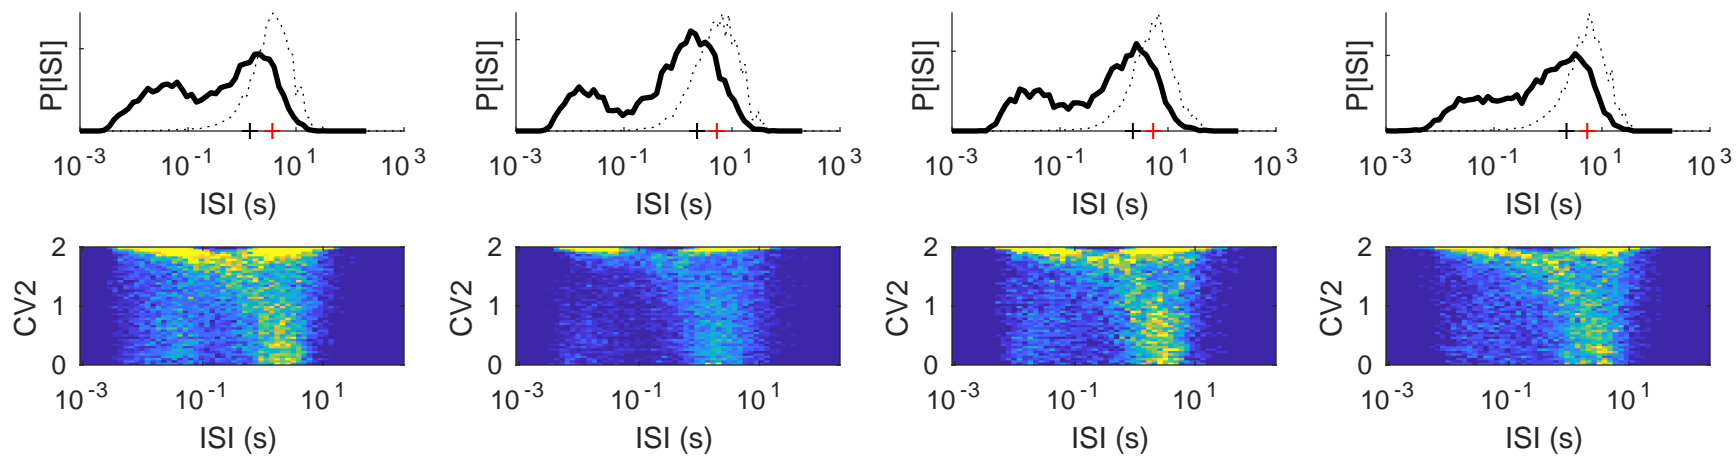 P[ISI] P[ISI] P[ISI] P[ISI]
10^-3 10^-1 10^1 10^3 10^-3 10^-1 10^1 10^3 10^-3 10^-1 10^1 10^3 10^-3 10^-1 10^1 10^3
ISI (s) ISI (s) ISI (s) ISI (s)
2 2 2 2
CV2 1 CV2 1 CV2 1 CV2 1
0 0 0 0
10^-3 10^-1 10^1 10^-3 10^-1 10^1 10^-3 10^-1 10^1 10^-3 10^-1 10^1
ISI (s) ISI (s) ISI (s) ISI (s)